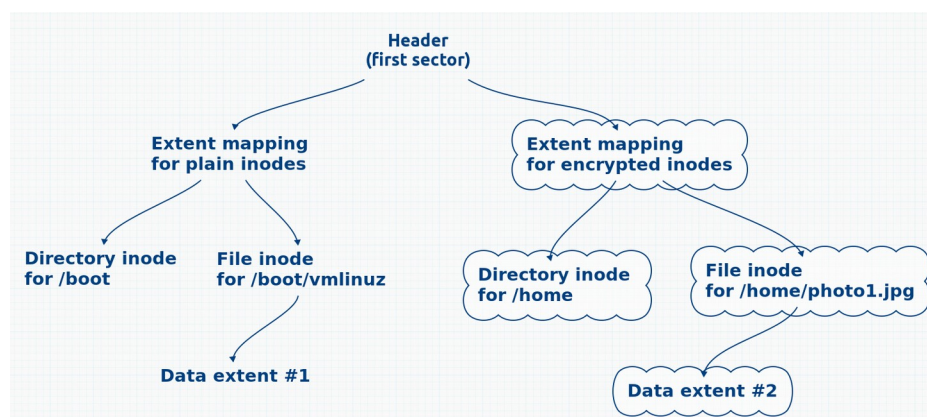 Header
(first sector)
Extent mapping
for plain inodes
Extent mapping
for encrypted inodes
Directory inode
for /boot
File inode
for /boot/vmlinuz
Directory inode
for /home
File inode
for /home/photo1.jpg
Data extent #1
Data extent #2